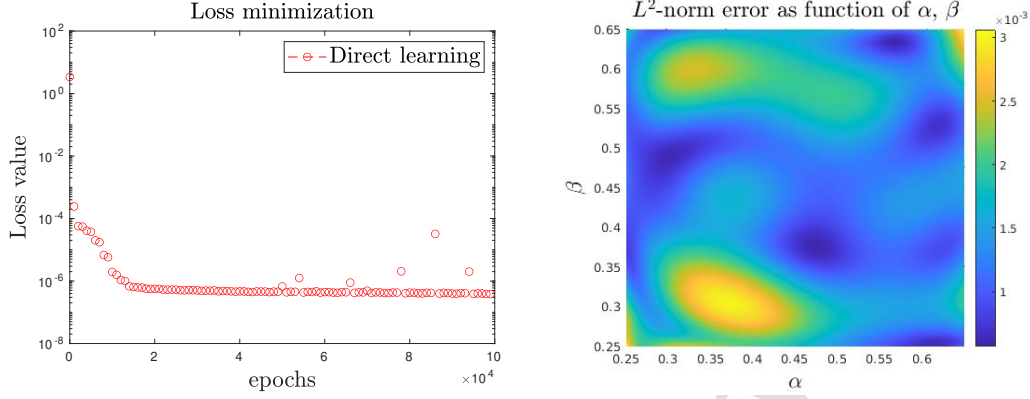 Loss minimization
10^2
10^0
10^-2
10^-4
10^-6
10^-8
Loss value
Direct learning
0 2 4 6 8 10
×10^4
epochs
L^2-norm error as function of α, β
0.65
0.6
0.55
0.5
0.45
0.4
0.35
0.3
0.25
β
0.25 0.3 0.35 0.4 0.45 0.5 0.55 0.6
α
×10^-3
3
2.5
2
1.5
1